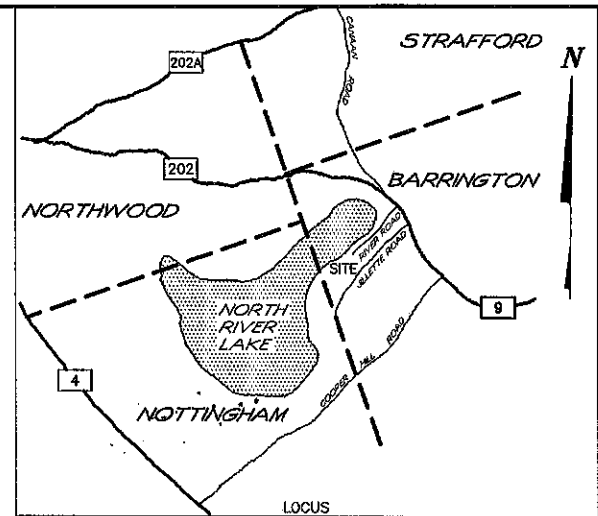 STRAFFORD
N
202A
CANAAN
ROAD
202
BARRINGTON
NORTHWOOD
RIVER ROAD
SITE
JILLETTE ROAD
NORTH
RIVER
LAKE
9
4
COOPER HILL ROAD
NOTTINGHAM
LOCUS